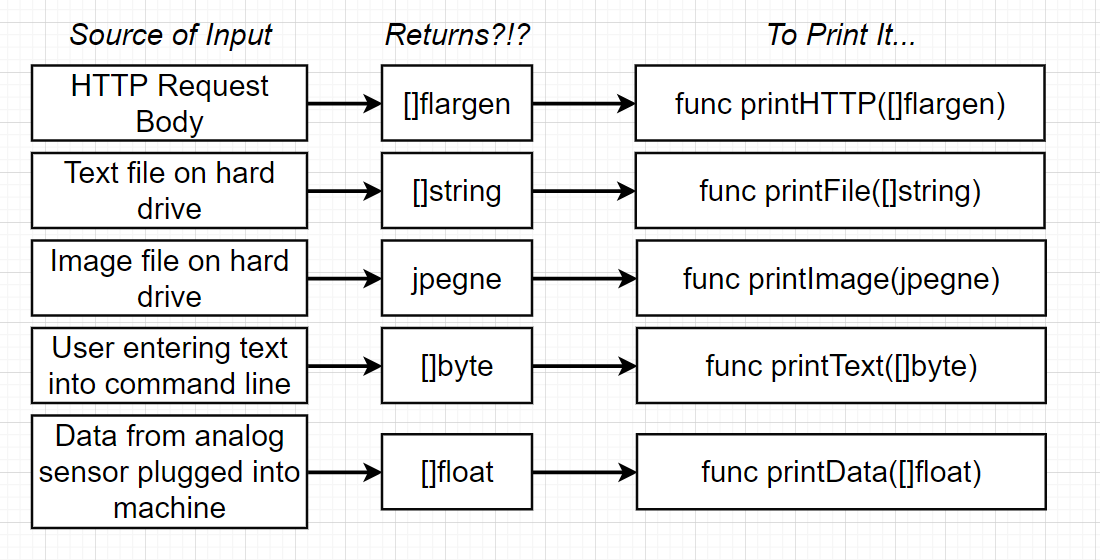 Source of Input
Returns?!?
To Print It...
HTTP Request
Body
[]flargen
func printHTTP([]flargen)
Text file on hard
drive
[]string
func printFile([]string)
Image file on hard
drive
jpegne
func printImage(jpegne)
User entering text
into command line
[]byte
func printText([]byte)
Data from analog
sensor plugged into
machine
[]float
func printData([]float)